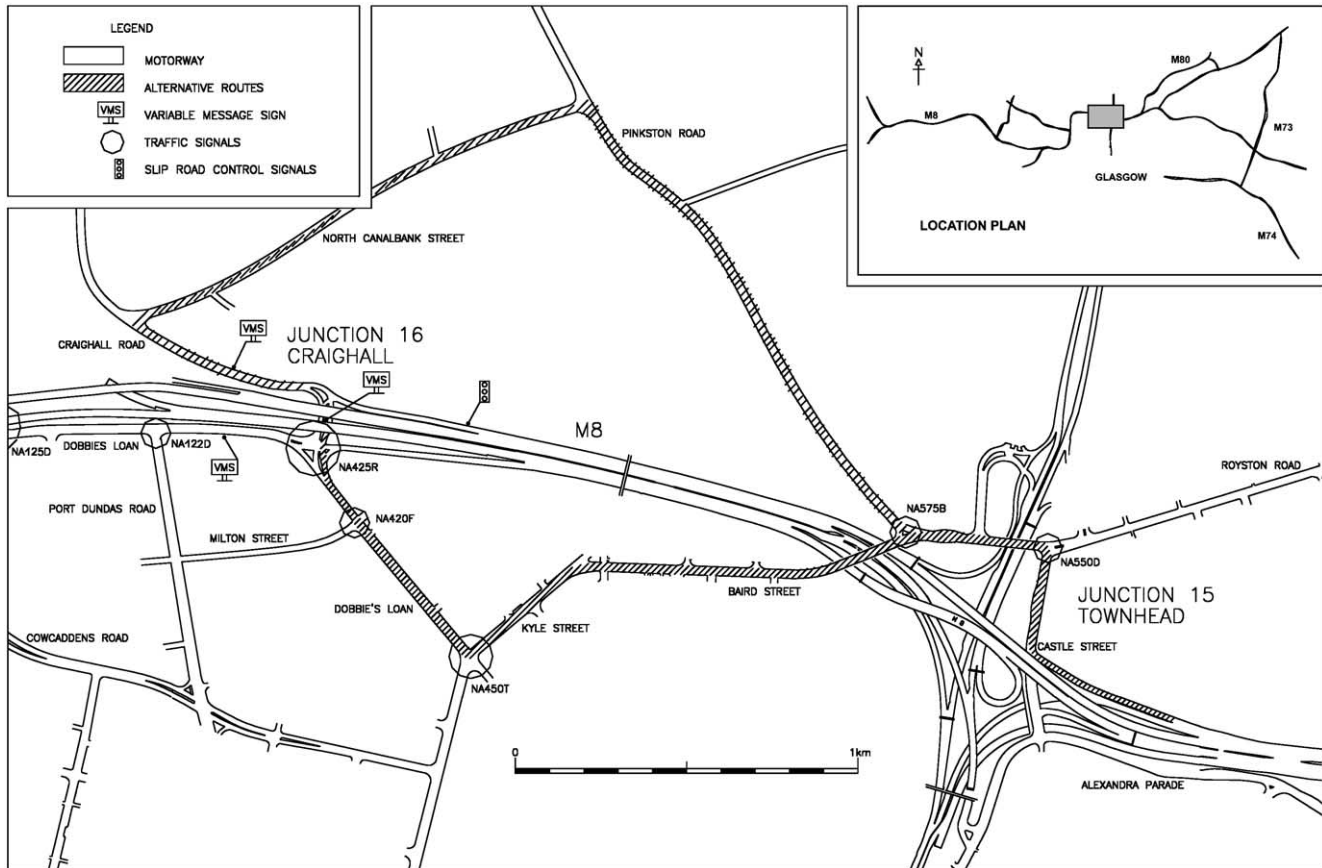 LEGEND
MOTORWAY
ALTERNATIVE ROUTES
VMS
VARIABLE MESSAGE SIGN
TRAFFIC SIGNALS
SLIP ROAD CONTROL SIGNALS
N
M80
M8
M73
GLASGOW
LOCATION PLAN
M74
PINKSTON ROAD
NORTH CANALBANK STREET
CRAIGHALL ROAD
VMS
JUNCTION 16
CRAIGHALL
VMS
M8
NA125D
DOBBIES LOAN
NA122D
VMS
NA425R
ROYSTON ROAD
PORT DUNDAS ROAD
NA575B
NA420F
MILTON STREET
NA550D
BAIRD STREET
JUNCTION 15
TOWNHEAD
DOBBIE'S LOAN
KYLE STREET
M8
COWCADDENS ROAD
CASTLE STREET
NA450T
0
1km
ALEXANDRA PARADE